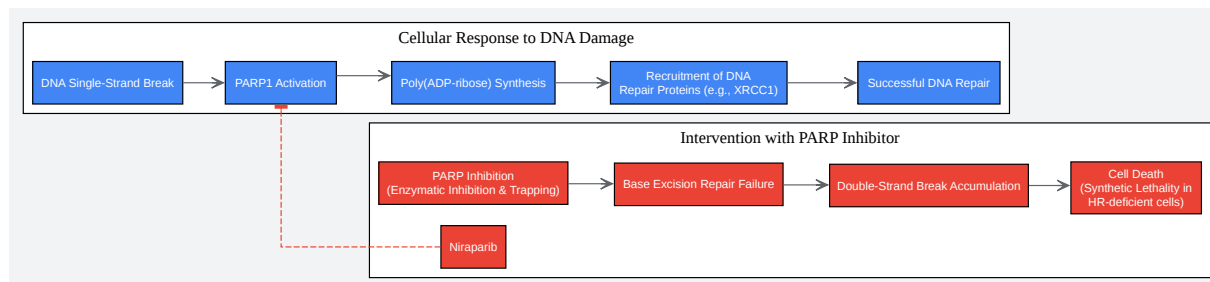 Cellular Response to DNA Damage
DNA Single-Strand Break
PARP1 Activation
Poly(ADP-ribose) Synthesis
Recruitment of DNA
Repair Proteins (e.g., XRCC1)
Successful DNA Repair
Intervention with PARP Inhibitor
PARP Inhibition
(Enzymatic Inhibition & Trapping)
Base Excision Repair Failure
Double-Strand Break Accumulation
Cell Death
(Synthetic Lethality in
HR-deficient cells)
Niraparib